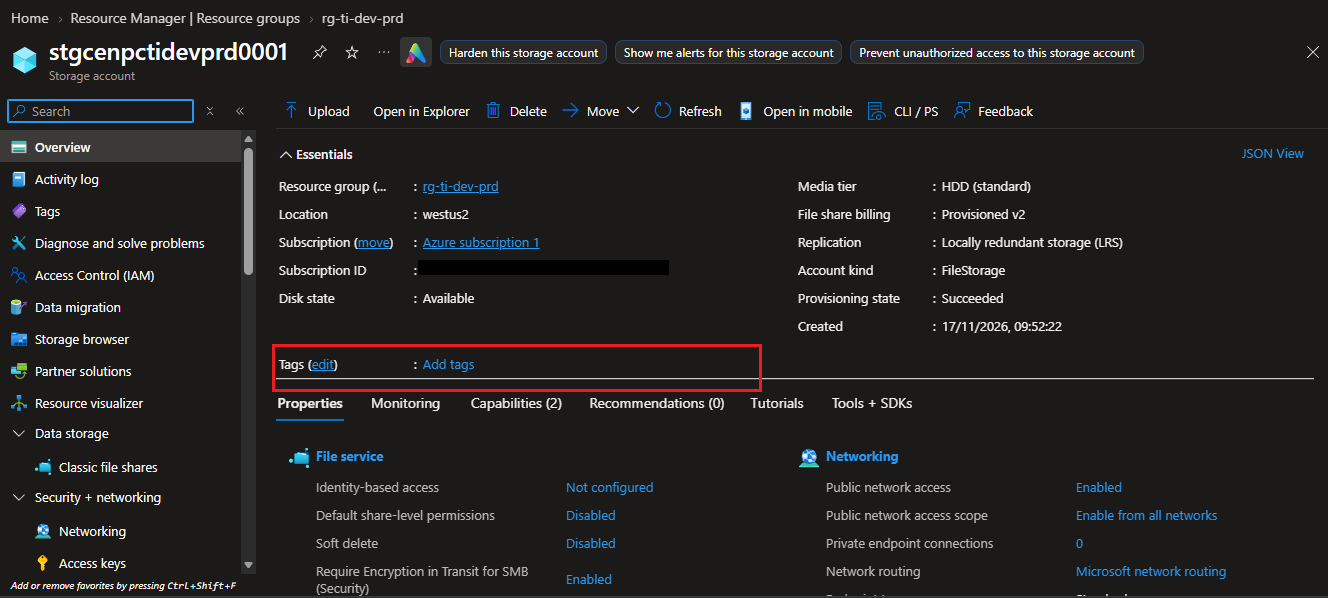 Home > Resource Manager | Resource groups > rg-ti-dev-prd
stgcenpctidevprd0001
Storage account
Harden this storage account
Show me alerts for this storage account
Prevent unauthorized access to this storage account
Search
Upload Open in Explorer Delete Move Refresh Open in mobile CLI / PS Feedback
Overview
Activity log
Tags
Diagnose and solve problems
Access Control (IAM)
Data migration
Storage browser
Partner solutions
Resource visualizer
Data storage
Classic file shares
Security + networking
Networking
Access keys
Add or remove favorites by pressing Ctrl+Shift+F
Essentials
JSON View
Resource group (... : rg-ti-dev-prd
Location : westus2
Subscription (move) : Azure subscription 1
Subscription ID :
Disk state : Available
Media tier : HDD (standard)
File share billing : Provisioned v2
Replication : Locally redundant storage (LRS)
Account kind : FileStorage
Provisioning state : Succeeded
Created : 17/11/2026, 09:52:22
Tags (edit) : Add tags
Properties Monitoring Capabilities (2) Recommendations (0) Tutorials Tools + SDKs
File service
Identity-based access Not configured
Default share-level permissions Disabled
Soft delete Disabled
Require Encryption in Transit for SMB Enabled
(Security)
Networking
Public network access Enabled
Public network access scope Enable from all networks
Private endpoint connections 0
Network routing Microsoft network routing